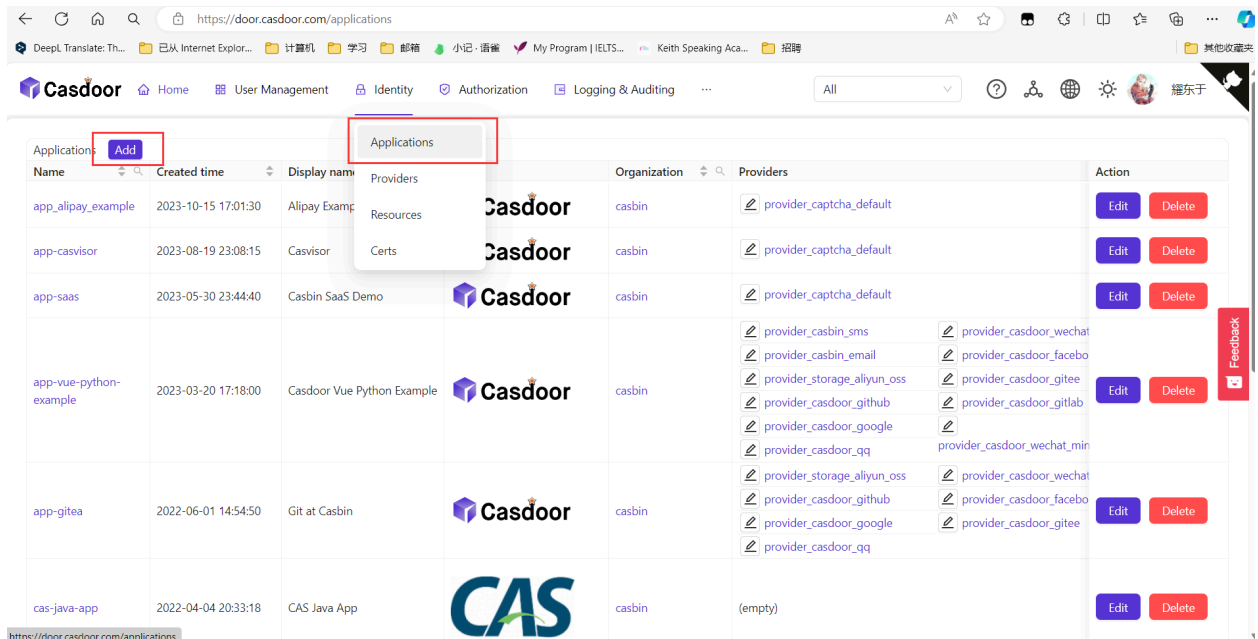 https://door.casdoor.com/applications
DeepL Translate: Th...
已从 Internet Explor...
计算机
学习
邮箱
小记 · 语雀
My Program | IELTS...
Keith Speaking Aca...
招聘
其他收藏夹
Casdoor
Home
User Management
Identity
Authorization
Logging & Auditing
···
All
耀东于
Applications
Add
Applications
Providers
Resources
Certs
Name
Created time
Display name
Organization
Providers
Action
app_alipay_example
2023-10-15 17:01:30
Alipay Examp
Casdoor
casbin
provider_captcha_default
Edit
Delete
app-casvisor
2023-08-19 23:08:15
Casvisor
Casdoor
casbin
provider_captcha_default
Edit
Delete
app-saas
2023-05-30 23:44:40
Casbin SaaS Demo
Casdoor
casbin
provider_captcha_default
Edit
Delete
app-vue-python-
example
2023-03-20 17:18:00
Casdoor Vue Python Example
Casdoor
casbin
provider_casbin_sms
provider_casbin_email
provider_storage_aliyun_oss
provider_casdoor_github
provider_casdoor_google
provider_casdoor_qq
provider_casdoor_wechat
provider_casdoor_facebo
provider_casdoor_gitee
provider_casdoor_gitlab
provider_casdoor_wechat_min
Edit
Delete
app-gitea
2022-06-01 14:54:50
Git at Casbin
Casdoor
casbin
provider_storage_aliyun_oss
provider_casdoor_github
provider_casdoor_google
provider_casdoor_qq
provider_casdoor_wechat
provider_casdoor_facebo
provider_casdoor_gitee
Edit
Delete
cas-java-app
2022-04-04 20:33:18
CAS Java App
CAS
casbin
(empty)
Edit
Delete
Feedback
https://door.casdoor.com/applications